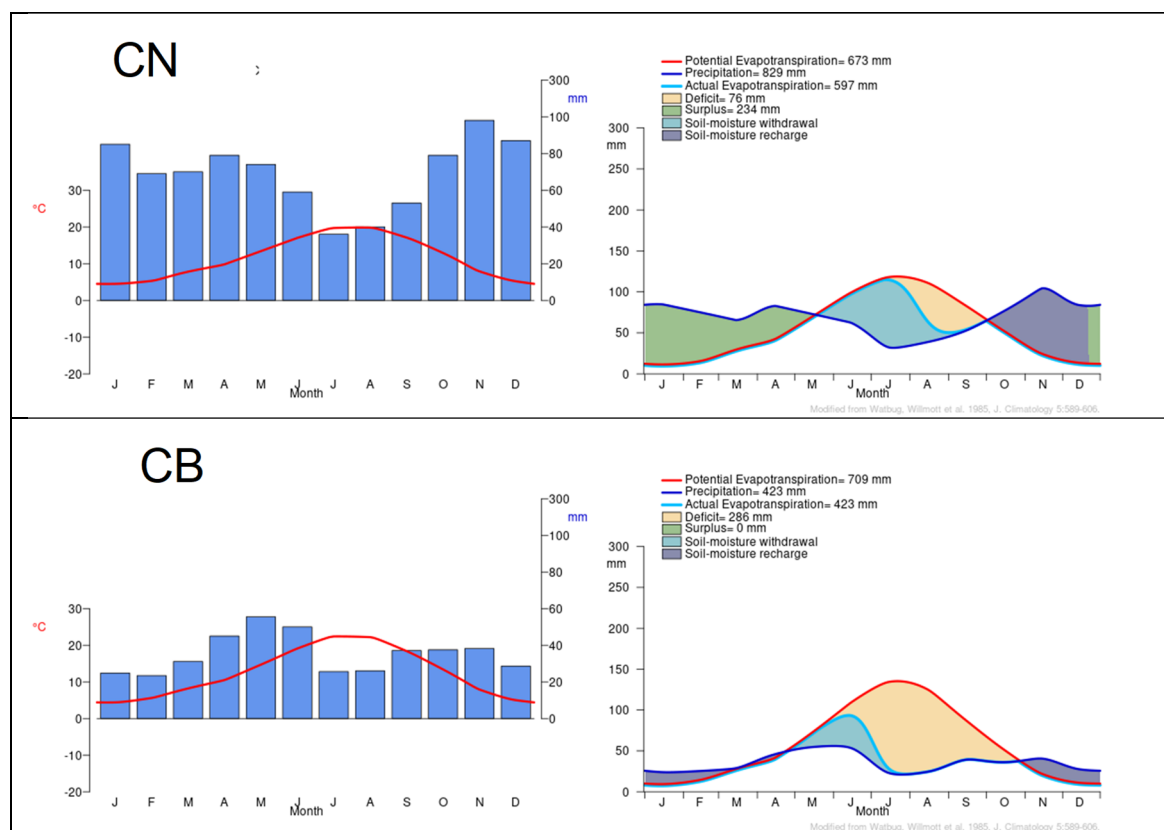 CN
300
mm
100
80
60
40
20
0
30
20
10
0
-10
-20
°C
J F M A M J J A S O N D
Month
Potential Evapotranspiration= 673 mm
Precipitation= 829 mm
Actual Evapotranspiration= 597 mm
Deficit= 76 mm
Surplus= 234 mm
Soil-moisture withdrawal
Soil-moisture recharge
300
mm
250
200
150
100
50
0
J F M A M J J A S O N D
Month
Modified from Watbug, Willmott et al. 1985, J. Climatology 5:589-606.
CB
300
mm
100
80
60
40
20
0
30
20
10
0
-10
-20
°C
J F M A M J J A S O N D
Month
Potential Evapotranspiration= 709 mm
Precipitation= 423 mm
Actual Evapotranspiration= 423 mm
Deficit= 286 mm
Surplus= 0 mm
Soil-moisture withdrawal
Soil-moisture recharge
300
mm
250
200
150
100
50
0
J F M A M J J A S O N D
Month
Modified from Watbug, Willmott et al. 1985, J. Climatology 5:589-606.